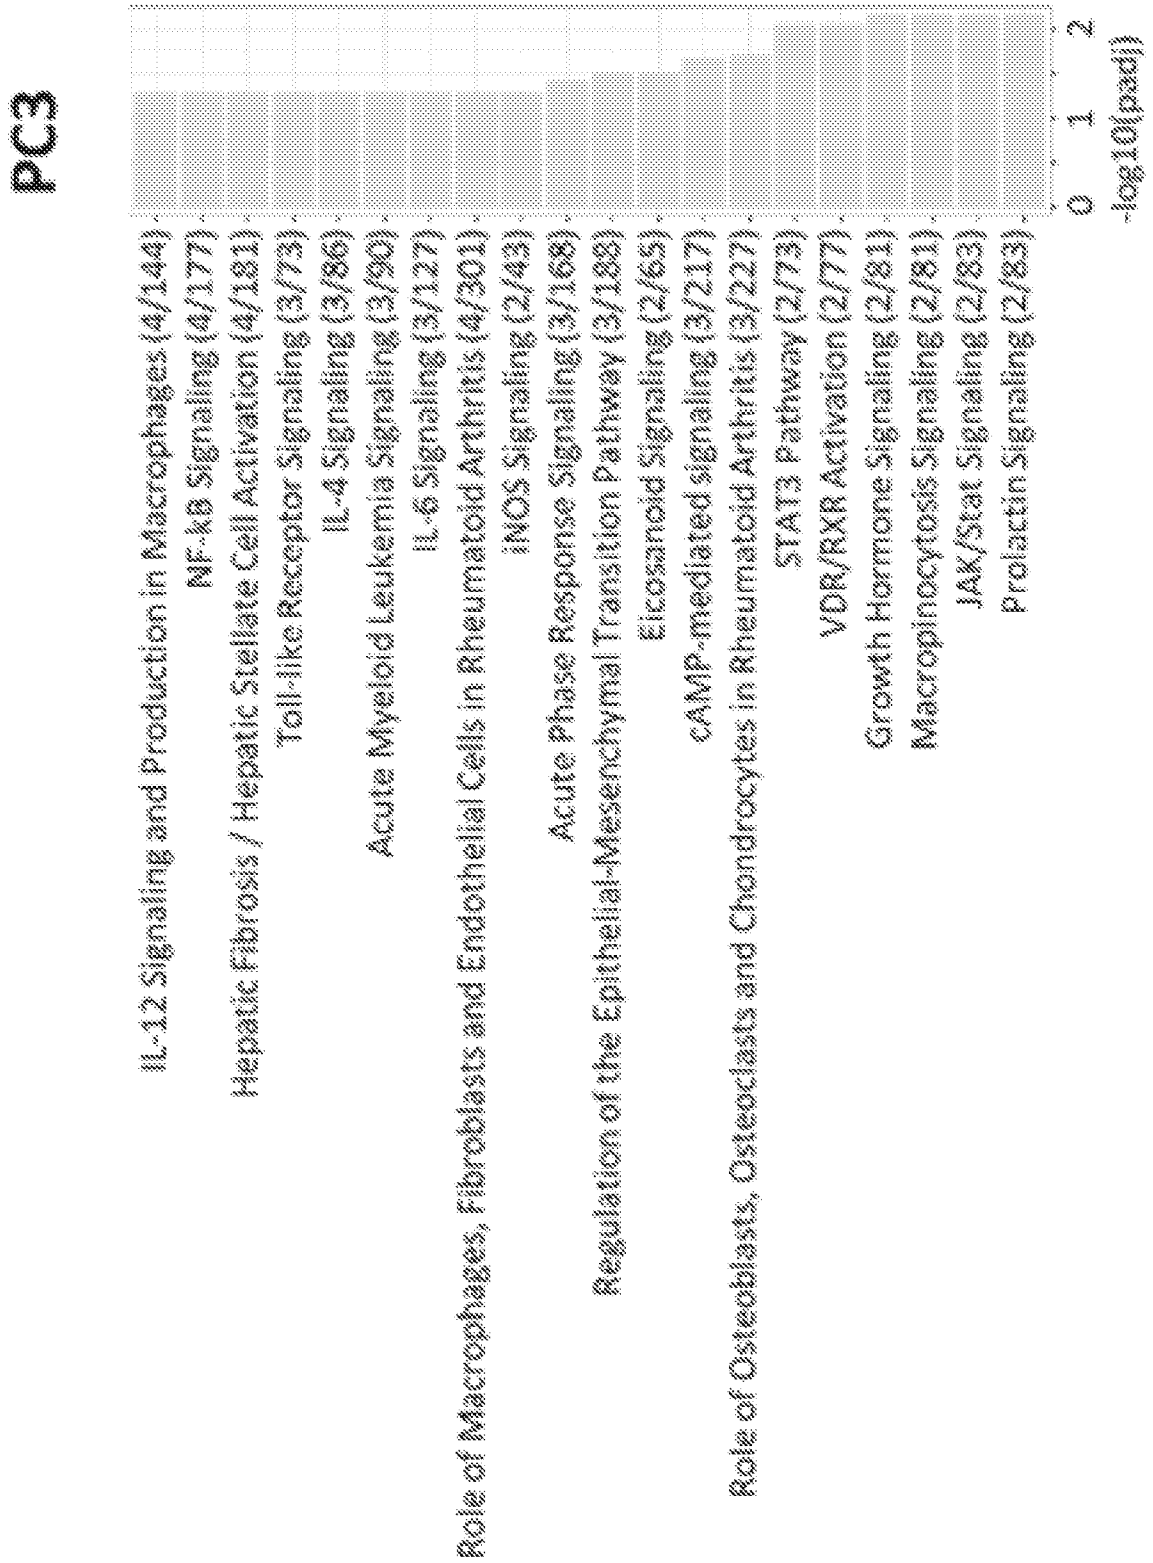 PC3
IL-12 Signaling and Production in Macrophages (4/144)
NF-kB Signaling (4/177)
Hepatic Fibrosis / Hepatic Stellate Cell Activation (4/181)
Toll-like Receptor Signaling (3/73)
IL-4 Signaling (3/86)
Acute Myeloid Leukemia Signaling (3/90)
IL-6 Signaling (3/127)
Role of Macrophages, Fibroblasts and Endothelial Cells in Rheumatoid Arthritis (4/301)
iNOS Signaling (2/43)
Acute Phase Response Signaling (3/168)
Regulation of the Epithelial-Mesenchymal Transition Pathway (3/188)
Eicosanoid Signaling (2/65)
cAMP-mediated signaling (3/217)
Role of Osteoblasts, Osteoclasts and Chondrocytes in Rheumatoid Arthritis (3/227)
STAT3 Pathway (2/73)
VDR/RXR Activation (2/77)
Growth Hormone Signaling (2/81)
Macropinocytosis Signaling (2/81)
JAK/Stat Signaling (2/83)
Prolactin Signaling (2/83)
0 1 2
-log10(padj)